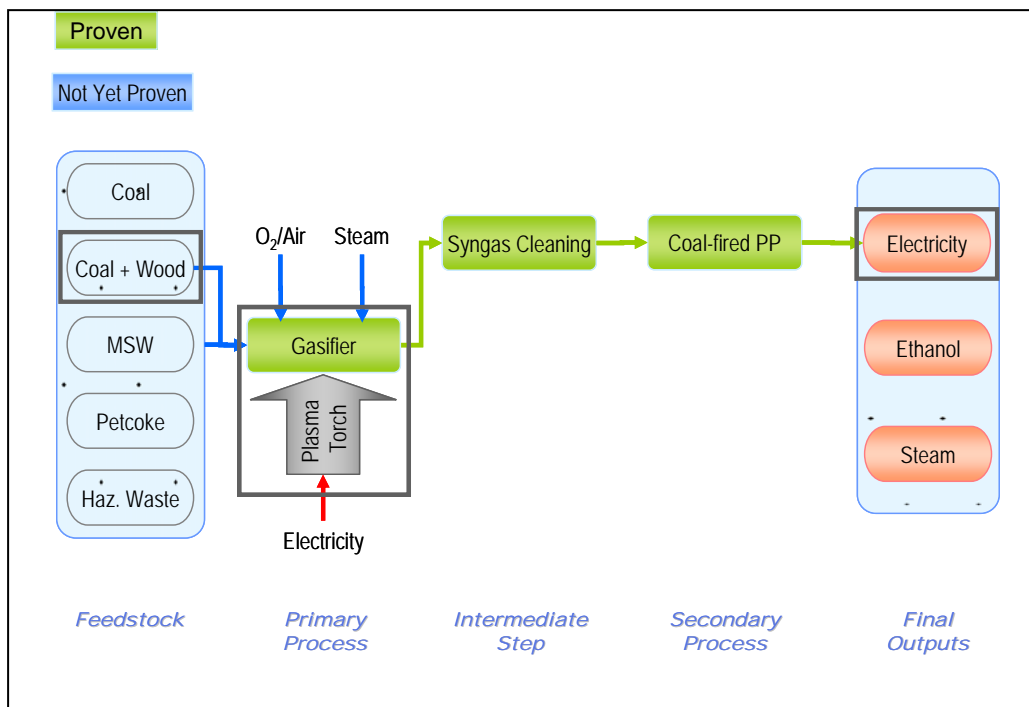 Proven
Not Yet Proven
Coal
Coal + Wood
MSW
Petcoke
Haz. Waste
O₂/Air
Steam
Gasifier
Plasma
Torch
Electricity
Syngas Cleaning
Coal-fired PP
Electricity
Ethanol
Steam
Feedstock
Primary
Process
Intermediate
Step
Secondary
Process
Final
Outputs